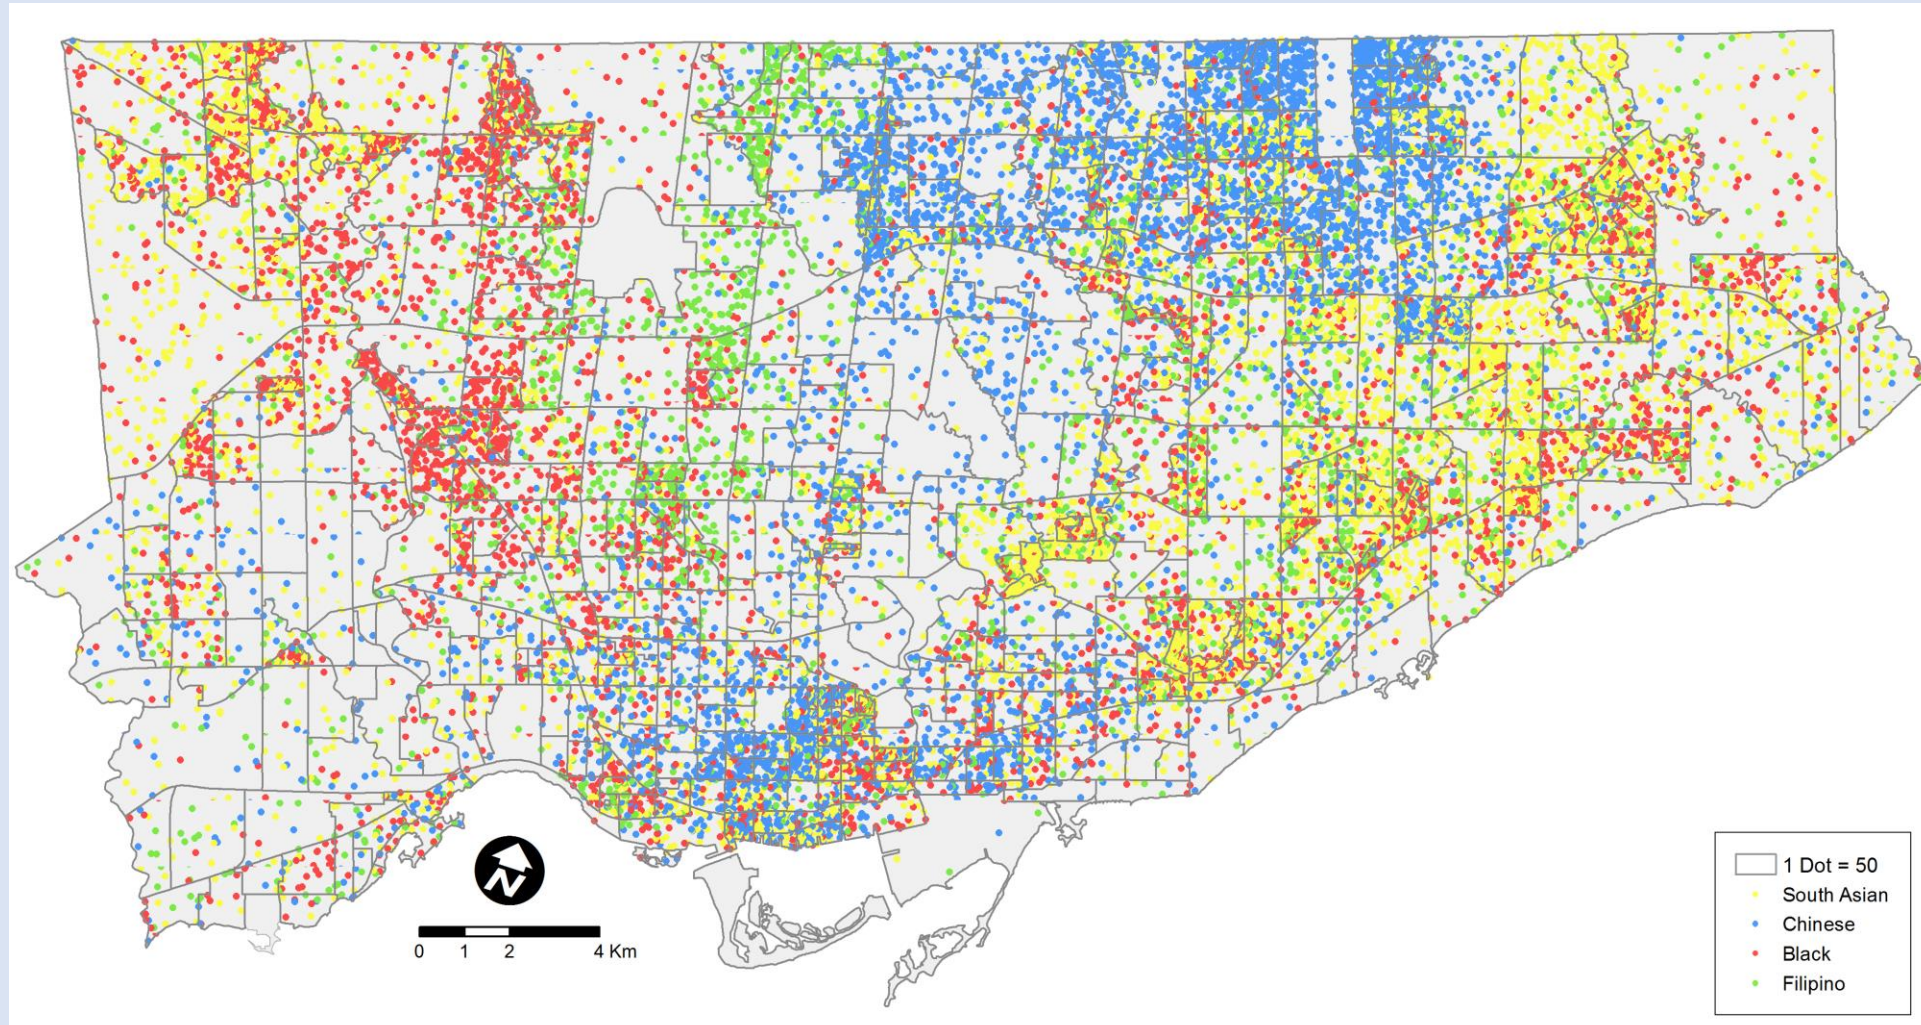 N
0 1 2 4 Km
1 Dot = 50
South Asian
Chinese
Black
Filipino